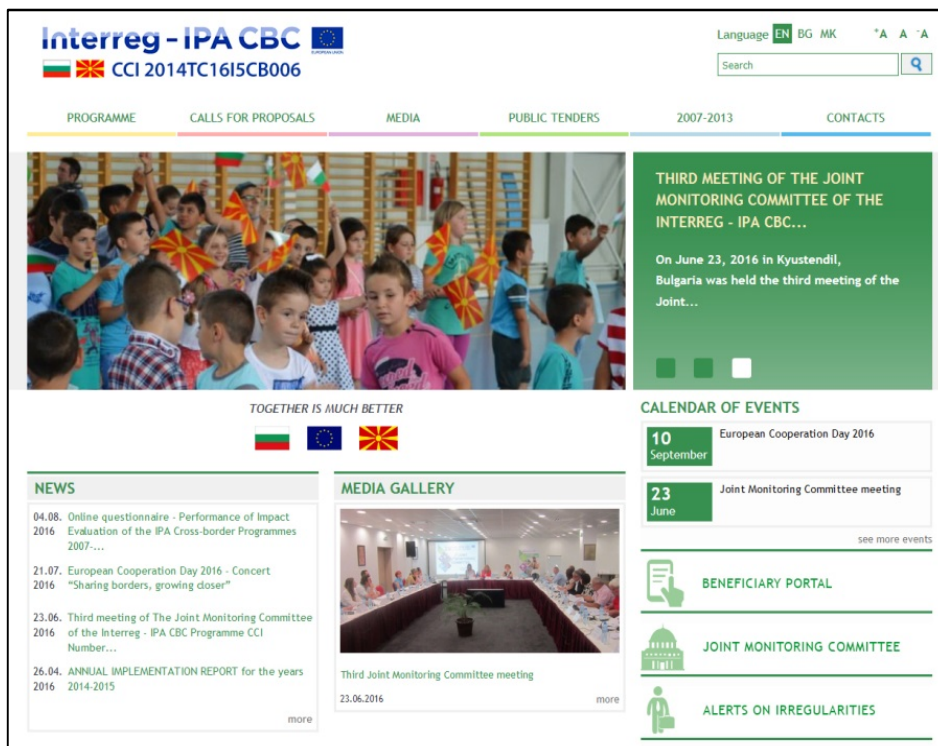 Interreg - IPA CBC
EUROPEAN UNION
CCI 2014TC16I5CB006
Language EN BG MK +A A -A
Search
PROGRAMME CALLS FOR PROPOSALS MEDIA PUBLIC TENDERS 2007-2013 CONTACTS
THIRD MEETING OF THE JOINT
MONITORING COMMITTEE OF THE
INTERREG - IPA CBC...
On June 23, 2016 in Kyustendil,
Bulgaria was held the third meeting of the
Joint...
TOGETHER IS MUCH BETTER
NEWS
04.08. Online questionnaire - Performance of Impact
2016 Evaluation of the IPA Cross-border Programmes
2007-...
21.07. European Cooperation Day 2016 - Concert
2016 "Sharing borders, growing closer"
23.06. Third meeting of The Joint Monitoring Committee
2016 of the Interreg - IPA CBC Programme CCI
Number...
26.04. ANNUAL IMPLEMENTATION REPORT for the years
2016 2014-2015
more
MEDIA GALLERY
Third Joint Monitoring Committee meeting
23.06.2016 more
CALENDAR OF EVENTS
10 European Cooperation Day 2016
September
23 Joint Monitoring Committee meeting
June
see more events
BENEFICIARY PORTAL
JOINT MONITORING COMMITTEE
ALERTS ON IRREGULARITIES